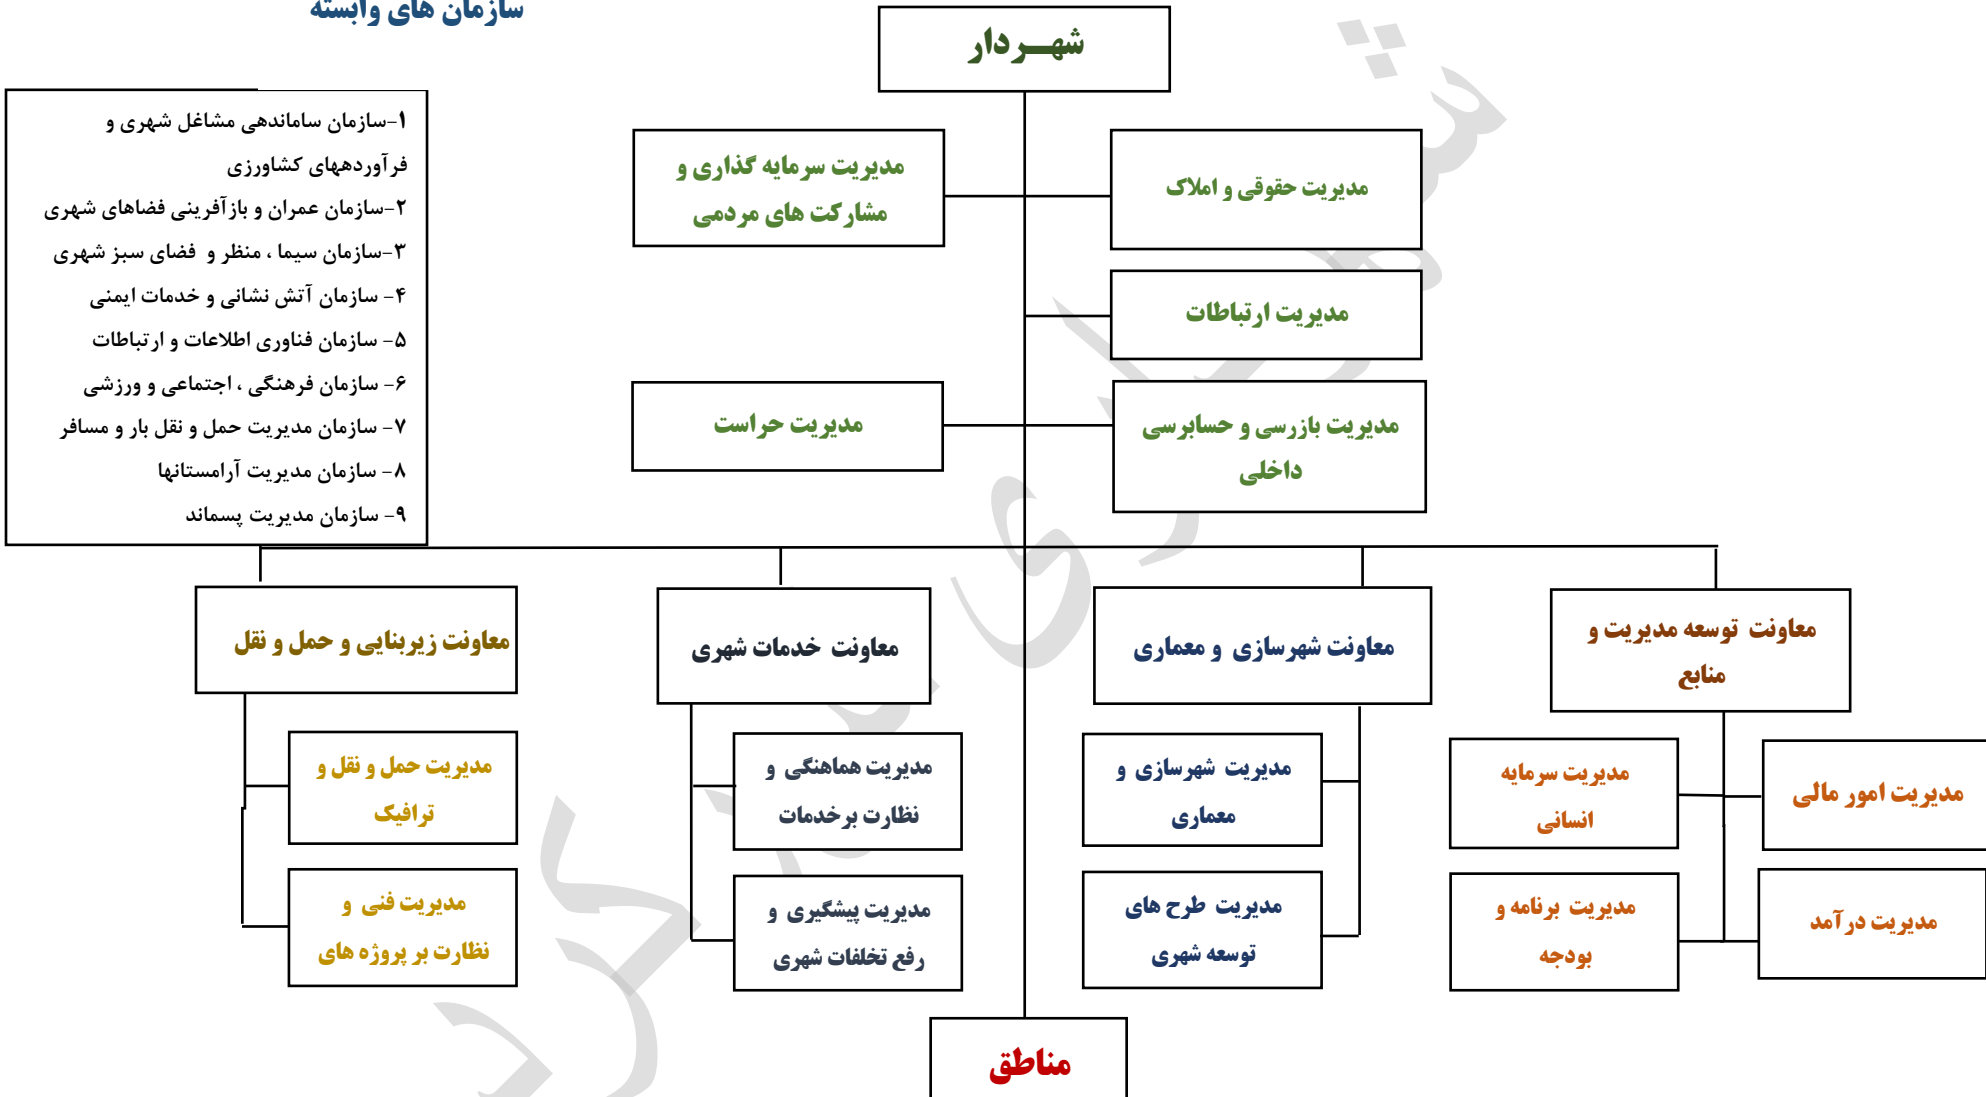 سازمان های وابسته
شهـــردار
۱-سازمان ساماندهی مشاغل شهری و
فرآوردههای کشاورزی
۲-سازمان عمران و بازآفرینی فضاهای شهری
۳-سازمان سیما ، منظر و فضای سبز شهری
۴- سازمان آتش نشانی و خدمات ایمنی
۵- سازمان فناوری اطلاعات و ارتباطات
۶- سازمان فرهنگی ، اجتماعی و ورزشی
۷- سازمان مدیریت حمل و نقل بار و مسافر
۸- سازمان مدیریت آرامستانها
۹- سازمان مدیریت پسماند
مدیریت حقوقی و املاک
مدیریت سرمایه گذاری و
مشارکت های مردمی
مدیریت ارتباطات
مدیریت بازرسی و حسابرسی
داخلی
مدیریت حراست
معاونت توسعه مدیریت و
منابع
معاونت شهرسازی و معماری
معاونت خدمات شهری
معاونت زیربنایی و حمل و نقل
مدیریت امور مالی
مدیریت سرمایه
انسانی
مدیریت شهرسازی و
معماری
مدیریت هماهنگی و
نظارت برخدمات
مدیریت حمل و نقل و
ترافیک
مدیریت درآمد
مدیریت برنامه و
بودجه
مدیریت طرح های
توسعه شهری
مدیریت پیشگیری و
رفع تخلفات شهری
مدیریت فنی و
نظارت بر پروژه های
مناطق